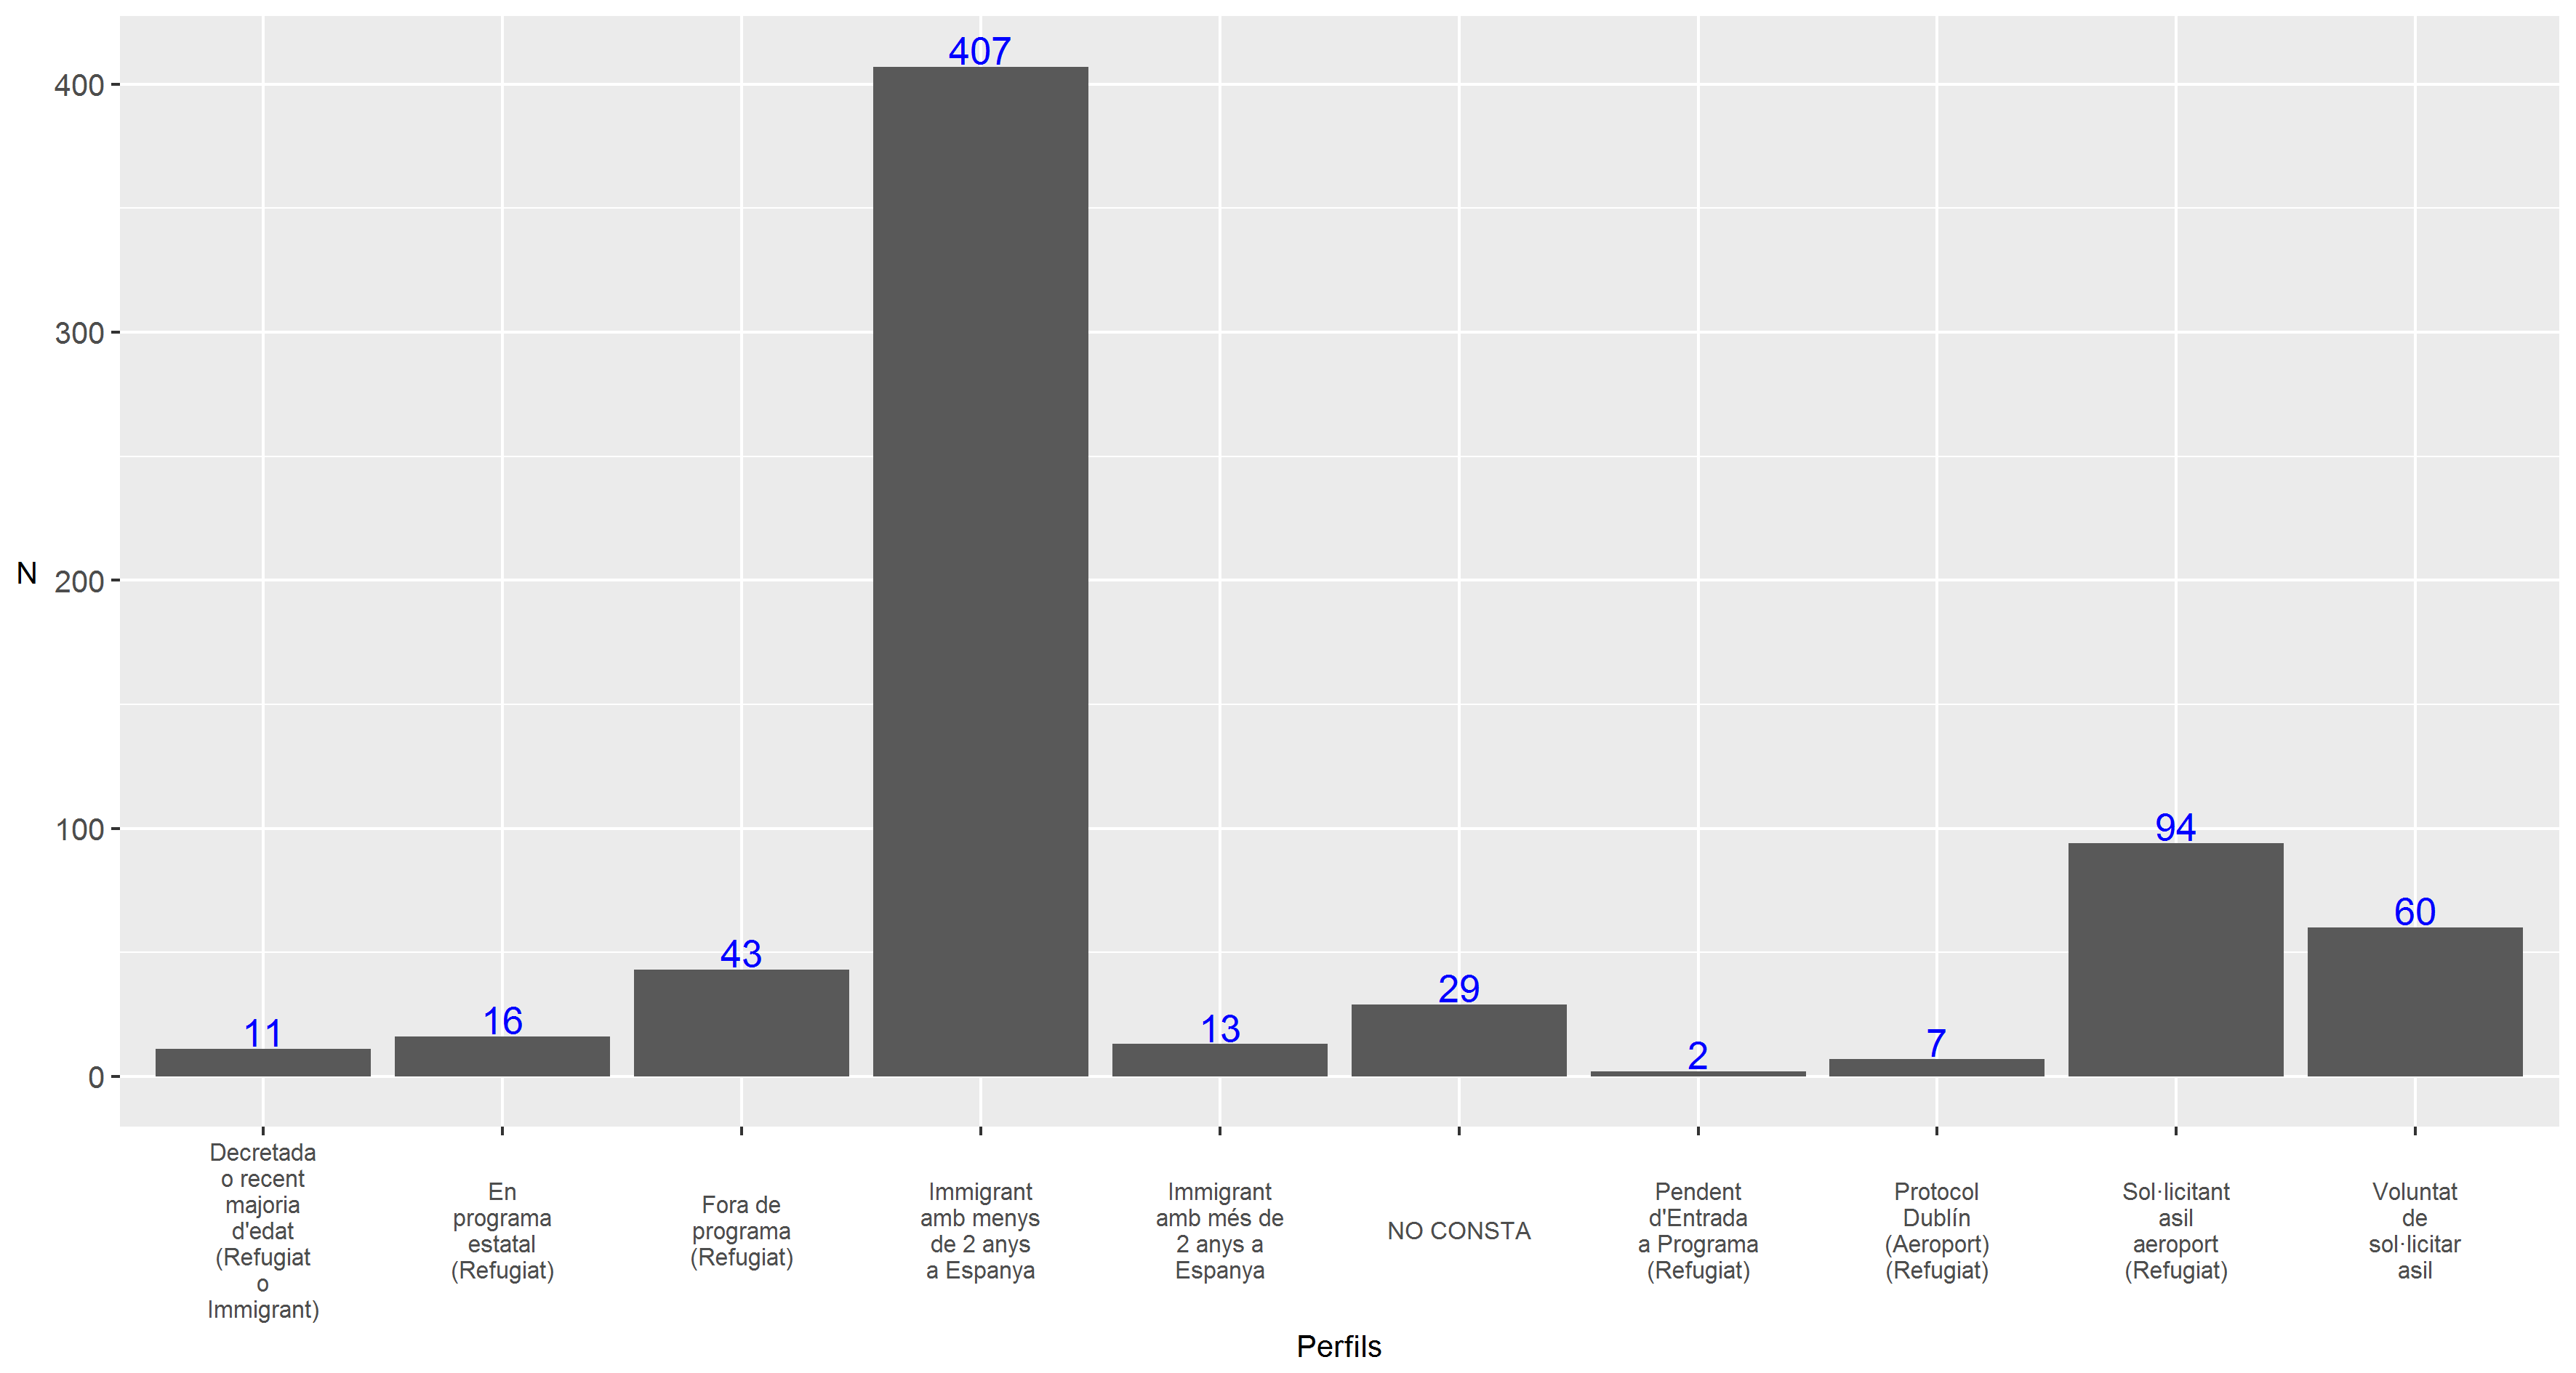 407
400
300
N
200
100
94
60
43
29
16
13
11
7
2
0
Decretada
o recent
majoria
d'edat
(Refugiat
o
Immigrant)
En
programa
estatal
(Refugiat)
Fora de
programa
(Refugiat)
Immigrant
amb menys
de 2 anys
a Espanya
Immigrant
amb més de
2 anys a
Espanya
NO CONSTA
Pendent
d'Entrada
a Programa
(Refugiat)
Protocol
Dublín
(Aeroport)
(Refugiat)
Sol·licitant
asil
aeroport
(Refugiat)
Voluntat
de
sol·licitar
asil
Perfils